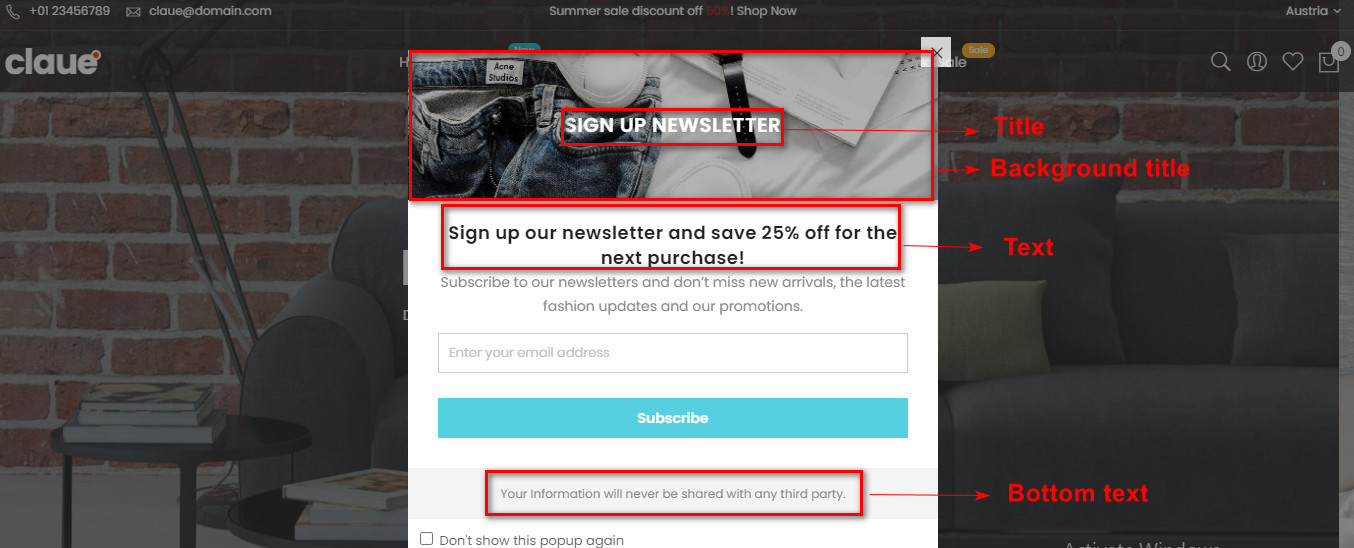 +01 23456789
claue@domain.com
Summer sale discount off 50%! Shop Now
Austria
claue
New
Sale
Sale
0
Acne
Studios
SIGN UP NEWSLETTER
Title
Background title
Sign up our newsletter and save 25% off for the
next purchase!
Text
Subscribe to our newsletters and don’t miss new arrivals, the latest
fashion updates and our promotions.
Enter your email address
Subscribe
Your Information will never be shared with any third party.
Bottom text
Don't show this popup again
Activate Windows